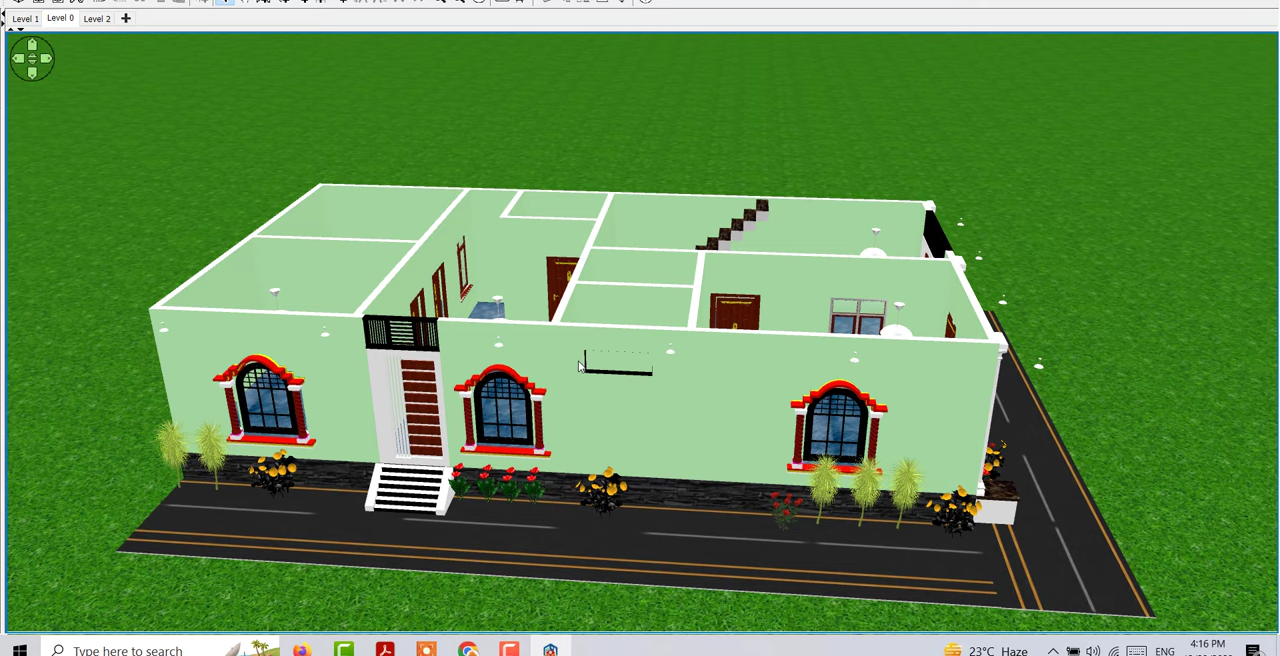 Level 1 Level 0 Level 2
Type here to search
23°C Haze
ENG
4:16 PM